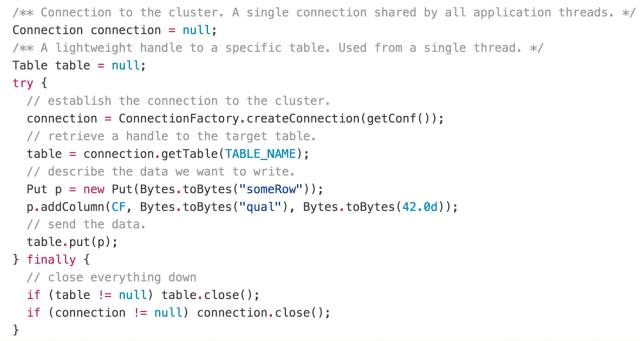 /** Connection to the cluster. A single connection shared by all application threads. */
Connection connection = null;
/** A lightweight handle to a specific table. Used from a single thread. */
Table table = null;
try {
  // establish the connection to the cluster.
  connection = ConnectionFactory.createConnection(getConf());
  // retrieve a handle to the target table.
  table = connection.getTable(TABLE_NAME);
  // describe the data we want to write.
  Put p = new Put(Bytes.toBytes("someRow"));
  p.addColumn(CF, Bytes.toBytes("qual"), Bytes.toBytes(42.0d));
  // send the data.
  table.put(p);
} finally {
  // close everything down
  if (table != null) table.close();
  if (connection != null) connection.close();
}